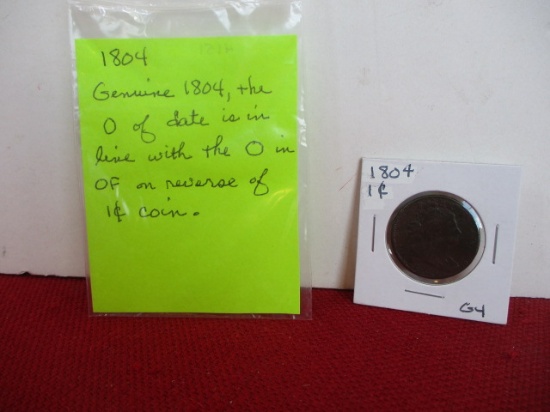 1804
Genuine 1804, the
O of date is in
line with the O in
OF on reverse of
1¢ coin.
1804
1¢
G4